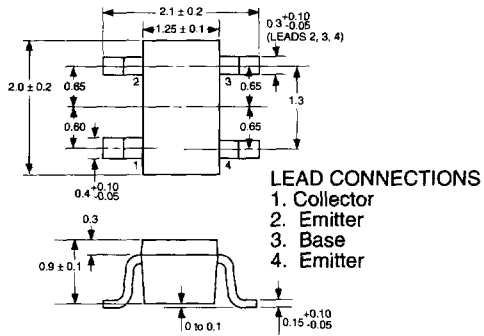 2.1 ± 0.2
1.25 ± 0.1
0.3 +0.10 -0.05
(LEADS 2, 3, 4)
2 3
2.0 ± 0.2
0.65 0.65
1.3
0.60 0.65
1 4
0.4 +0.10 -0.05
LEAD CONNECTIONS
1. Collector
2. Emitter
3. Base
4. Emitter
0.3
0.9 ± 0.1
0 to 0.1
0.15 +0.10 -0.05